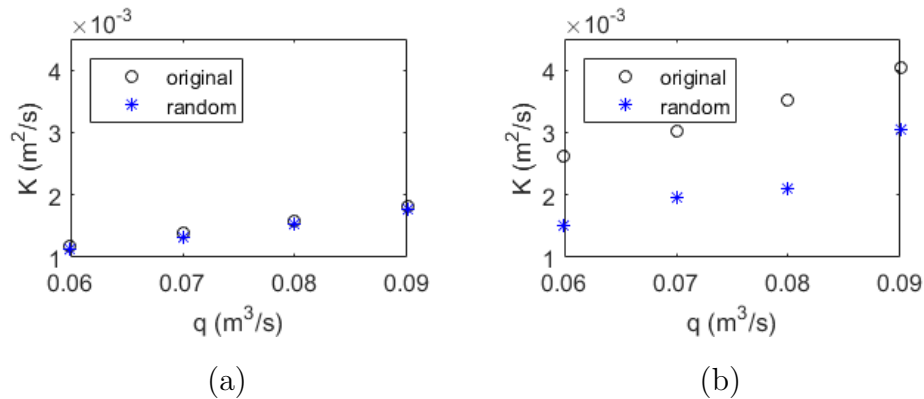 ×10⁻³
4
3
2
1
K (m²/s)
original
random
0.06 0.07 0.08 0.09
q (m³/s)
(a)
×10⁻³
4
3
2
1
K (m²/s)
original
random
0.06 0.07 0.08 0.09
q (m³/s)
(b)